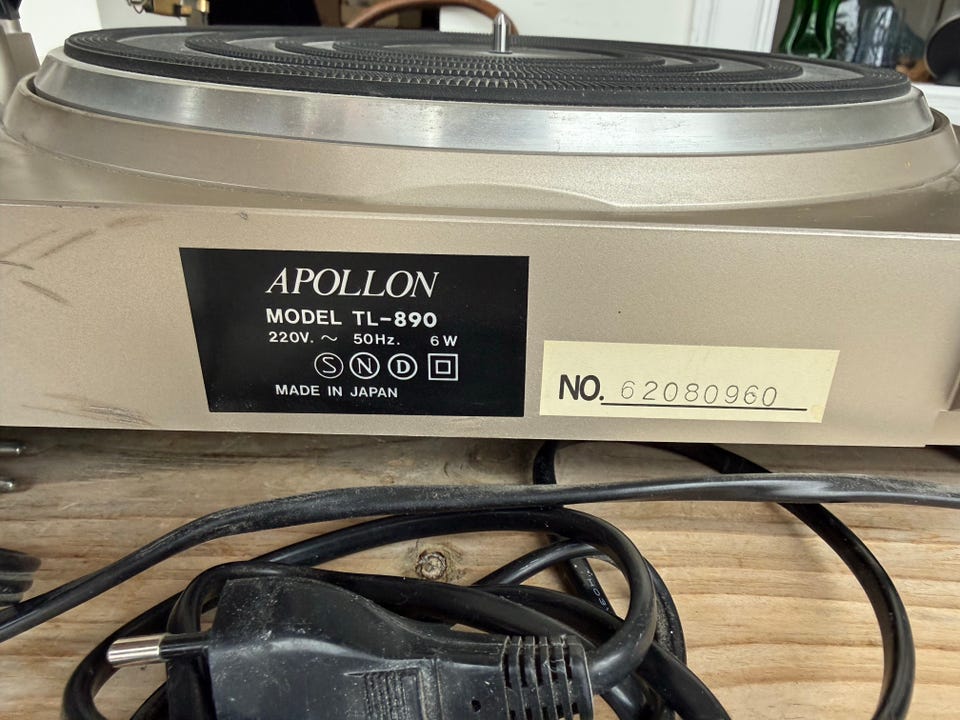 APOLLON
MODEL TL-890
220V. ~ 50Hz. 6W
S N D
MADE IN JAPAN
NO. 62080960